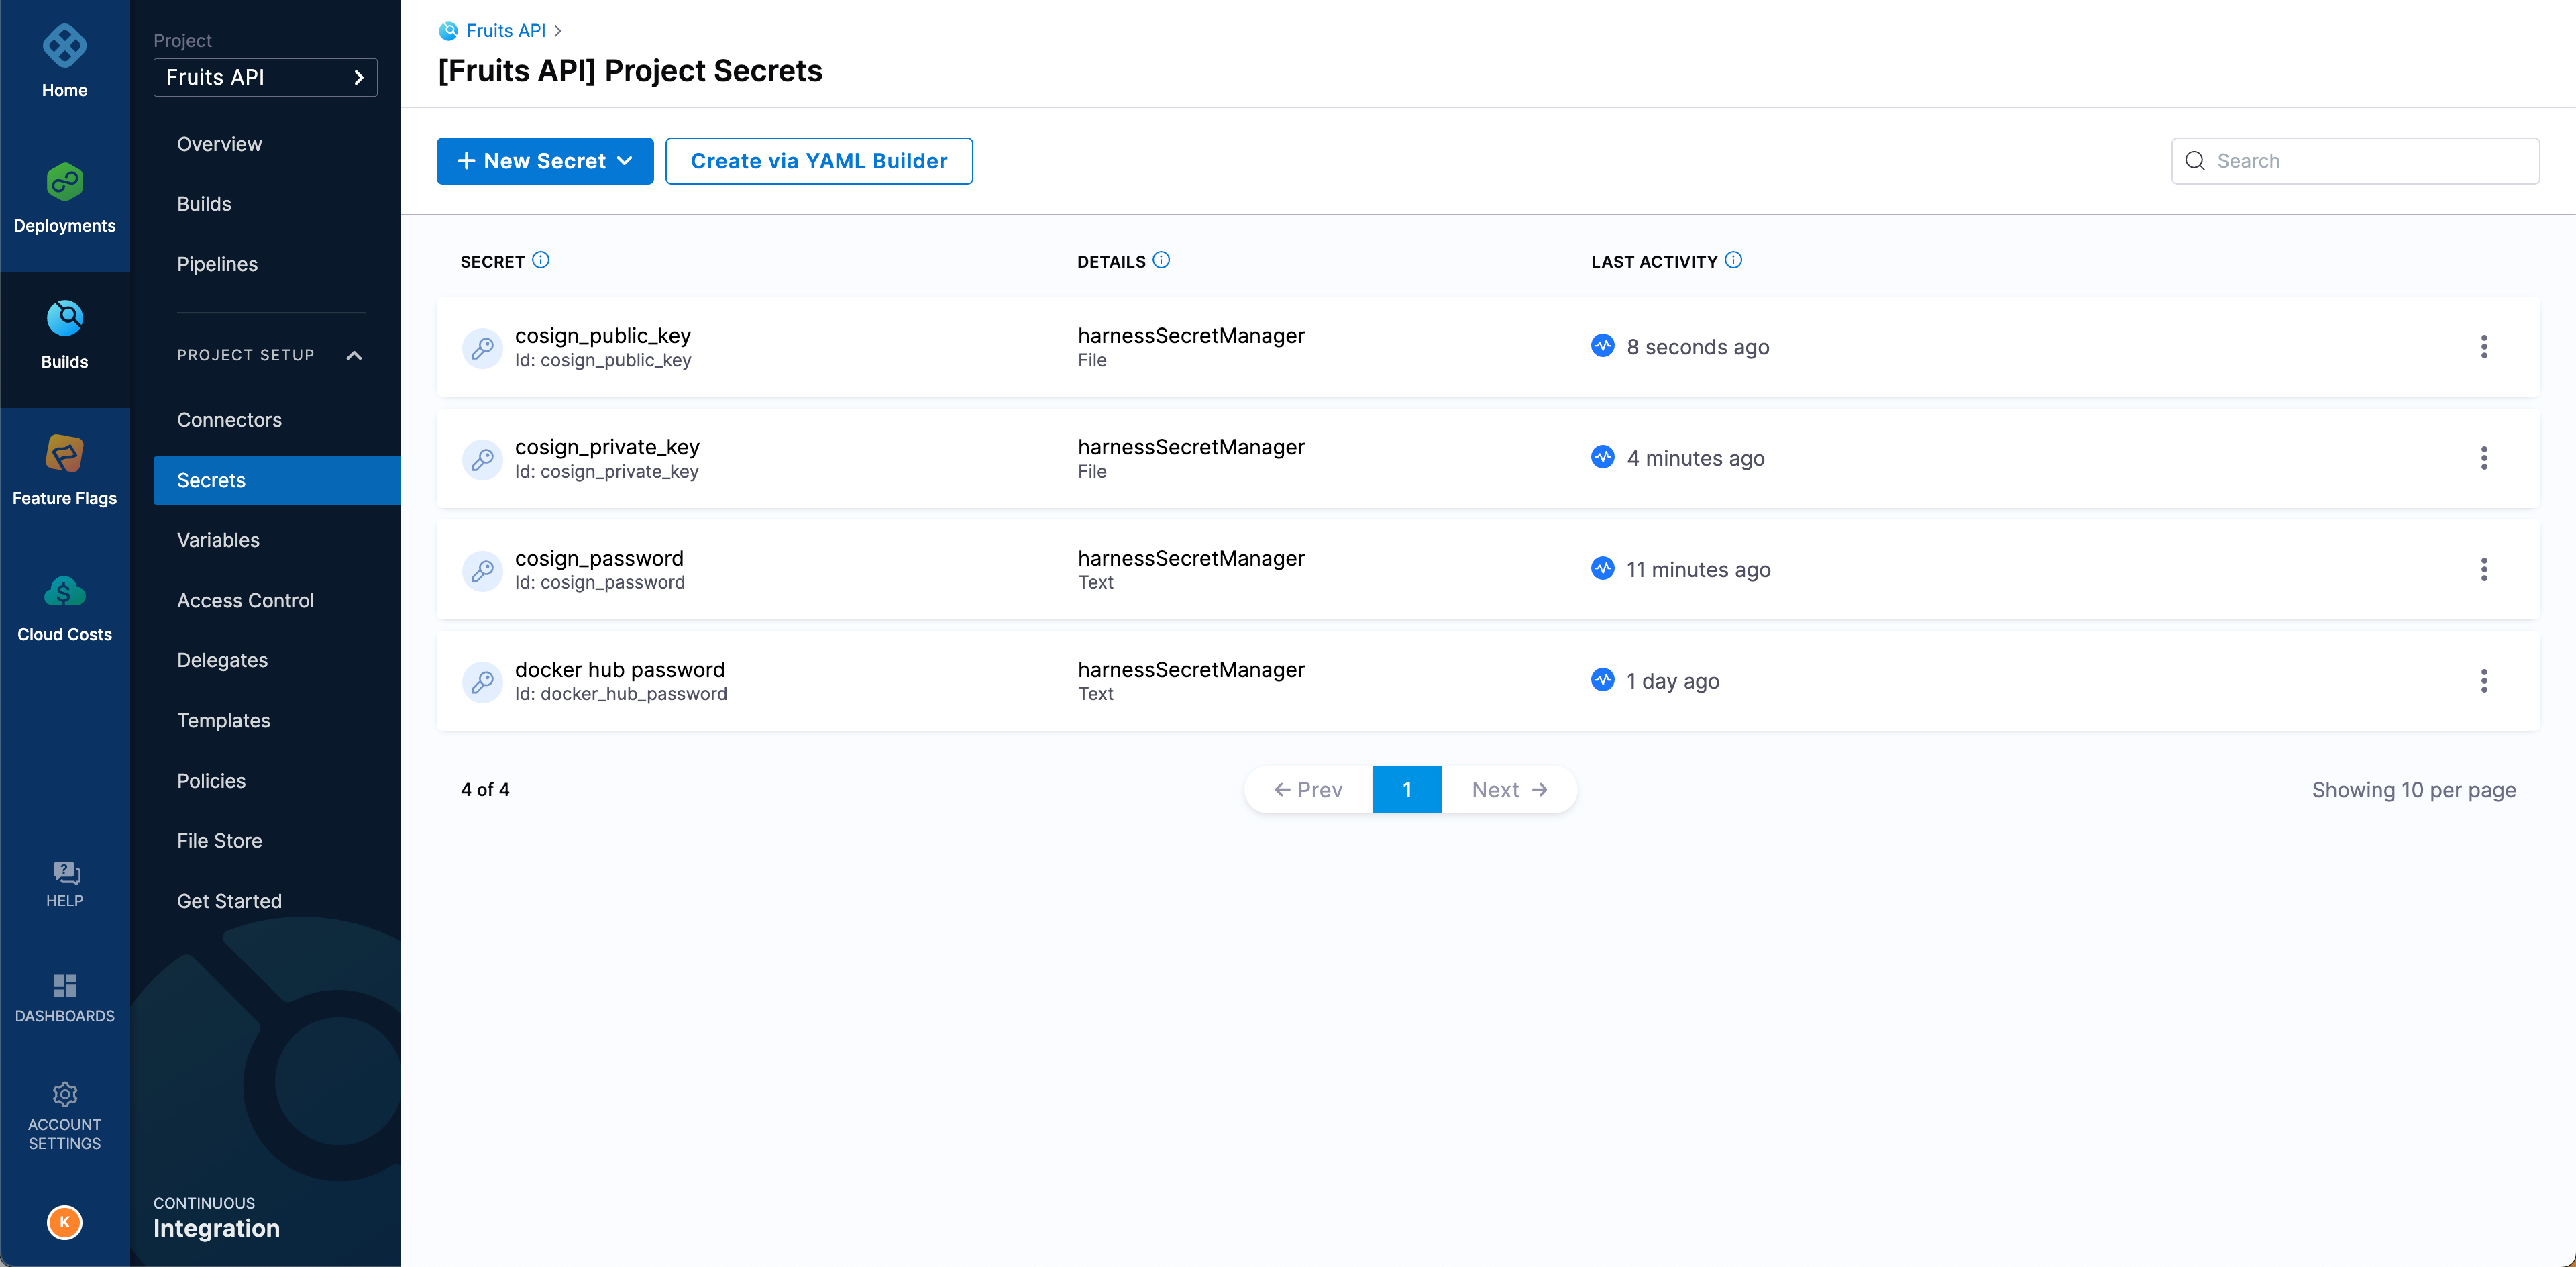 Home
Deployments
Builds
Feature Flags
Cloud Costs
HELP
DASHBOARDS
ACCOUNT
SETTINGS
K
Project
Fruits API
Overview
Builds
Pipelines
PROJECT SETUP
Connectors
Secrets
Variables
Access Control
Delegates
Templates
Policies
File Store
Get Started
CONTINUOUS
Integration
Fruits API
[Fruits API] Project Secrets
+ New Secret
Create via YAML Builder
Search
SECRET
DETAILS
LAST ACTIVITY
cosign_public_key
Id: cosign_public_key
harnessSecretManager
File
8 seconds ago
cosign_private_key
Id: cosign_private_key
harnessSecretManager
File
4 minutes ago
cosign_password
Id: cosign_password
harnessSecretManager
Text
11 minutes ago
docker hub password
Id: docker_hub_password
harnessSecretManager
Text
1 day ago
4 of 4
← Prev
1
Next →
Showing 10 per page